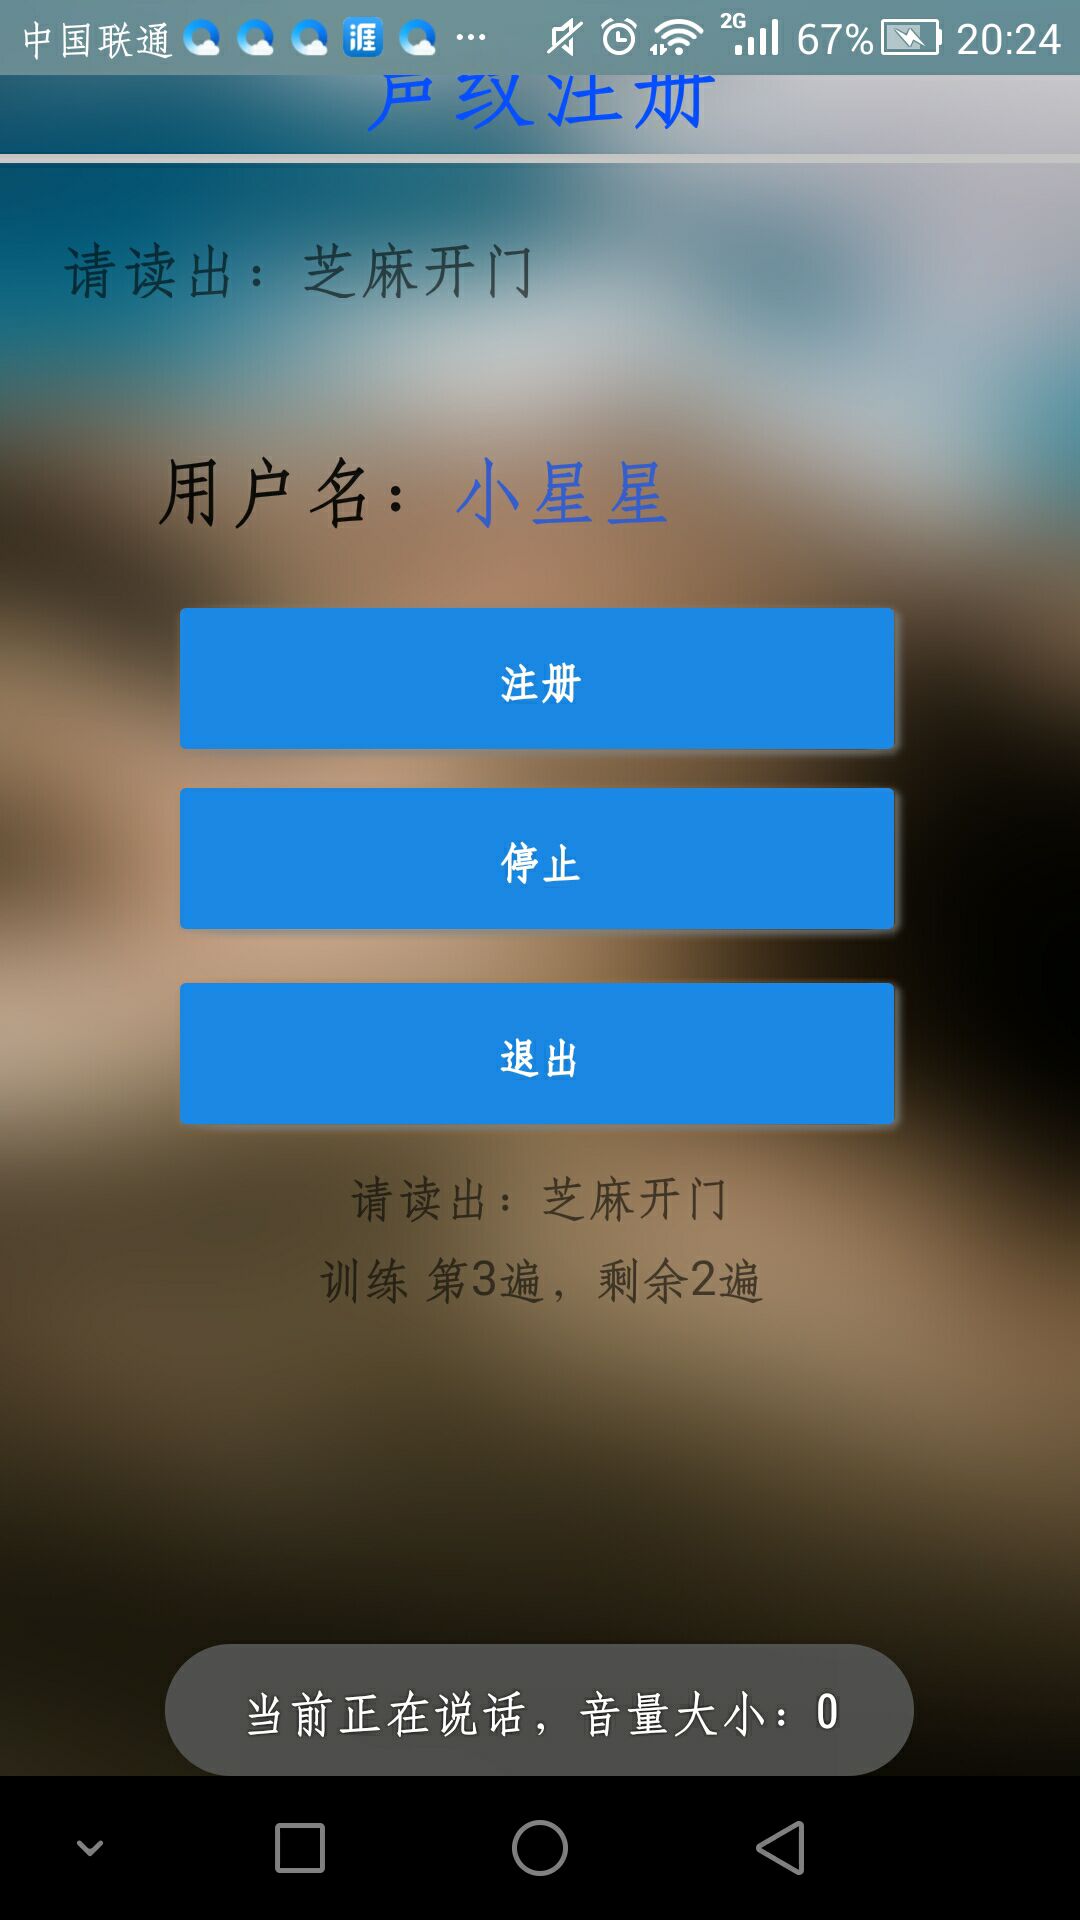 中国联通 涯 ... 2G 67% 20:24
声纹注册
请读出：芝麻开门
用户名：小星星
注册
停止
退出
请读出：芝麻开门
训练 第3遍，剩余2遍
当前正在说话，音量大小：0